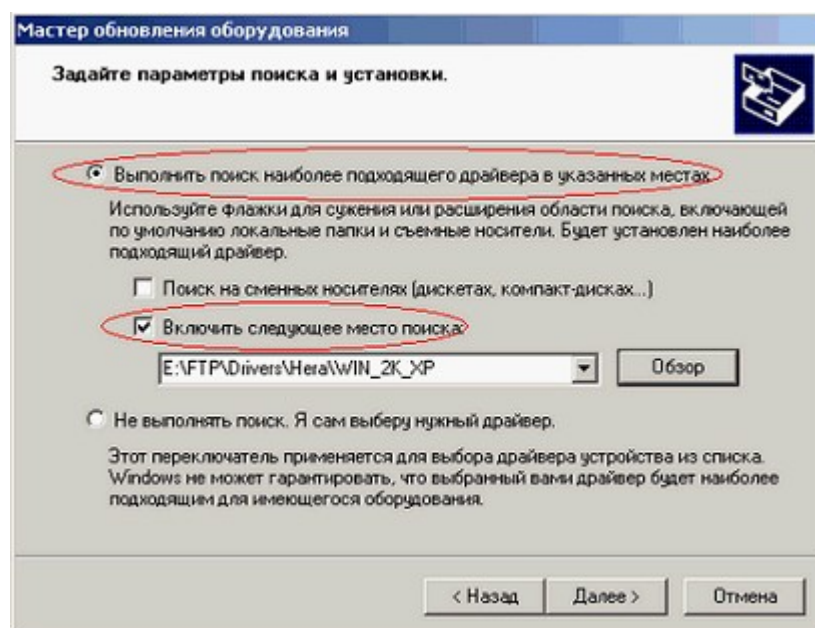 Мастер обновления оборудования
Задайте параметры поиска и установки.
Выполнить поиск наиболее подходящего драйвера в указанных местах.
Используйте флажки для сужения или расширения области поиска, включающей
по умолчанию локальные папки и съемные носители. Будет установлен наиболее
подходящий драйвер.
Поиск на сменных носителях (дискетах, компакт-дисках...)
Включить следующее место поиска:
E:\FTP\Drivers\Hera\WIN_2K_XP
Обзор
Не выполнять поиск. Я сам выберу нужный драйвер.
Этот переключатель применяется для выбора драйвера устройства из списка.
Windows не может гарантировать, что выбранный вами драйвер будет наиболее
подходящим для имеющегося оборудования.
< Назад
Далее >
Отмена